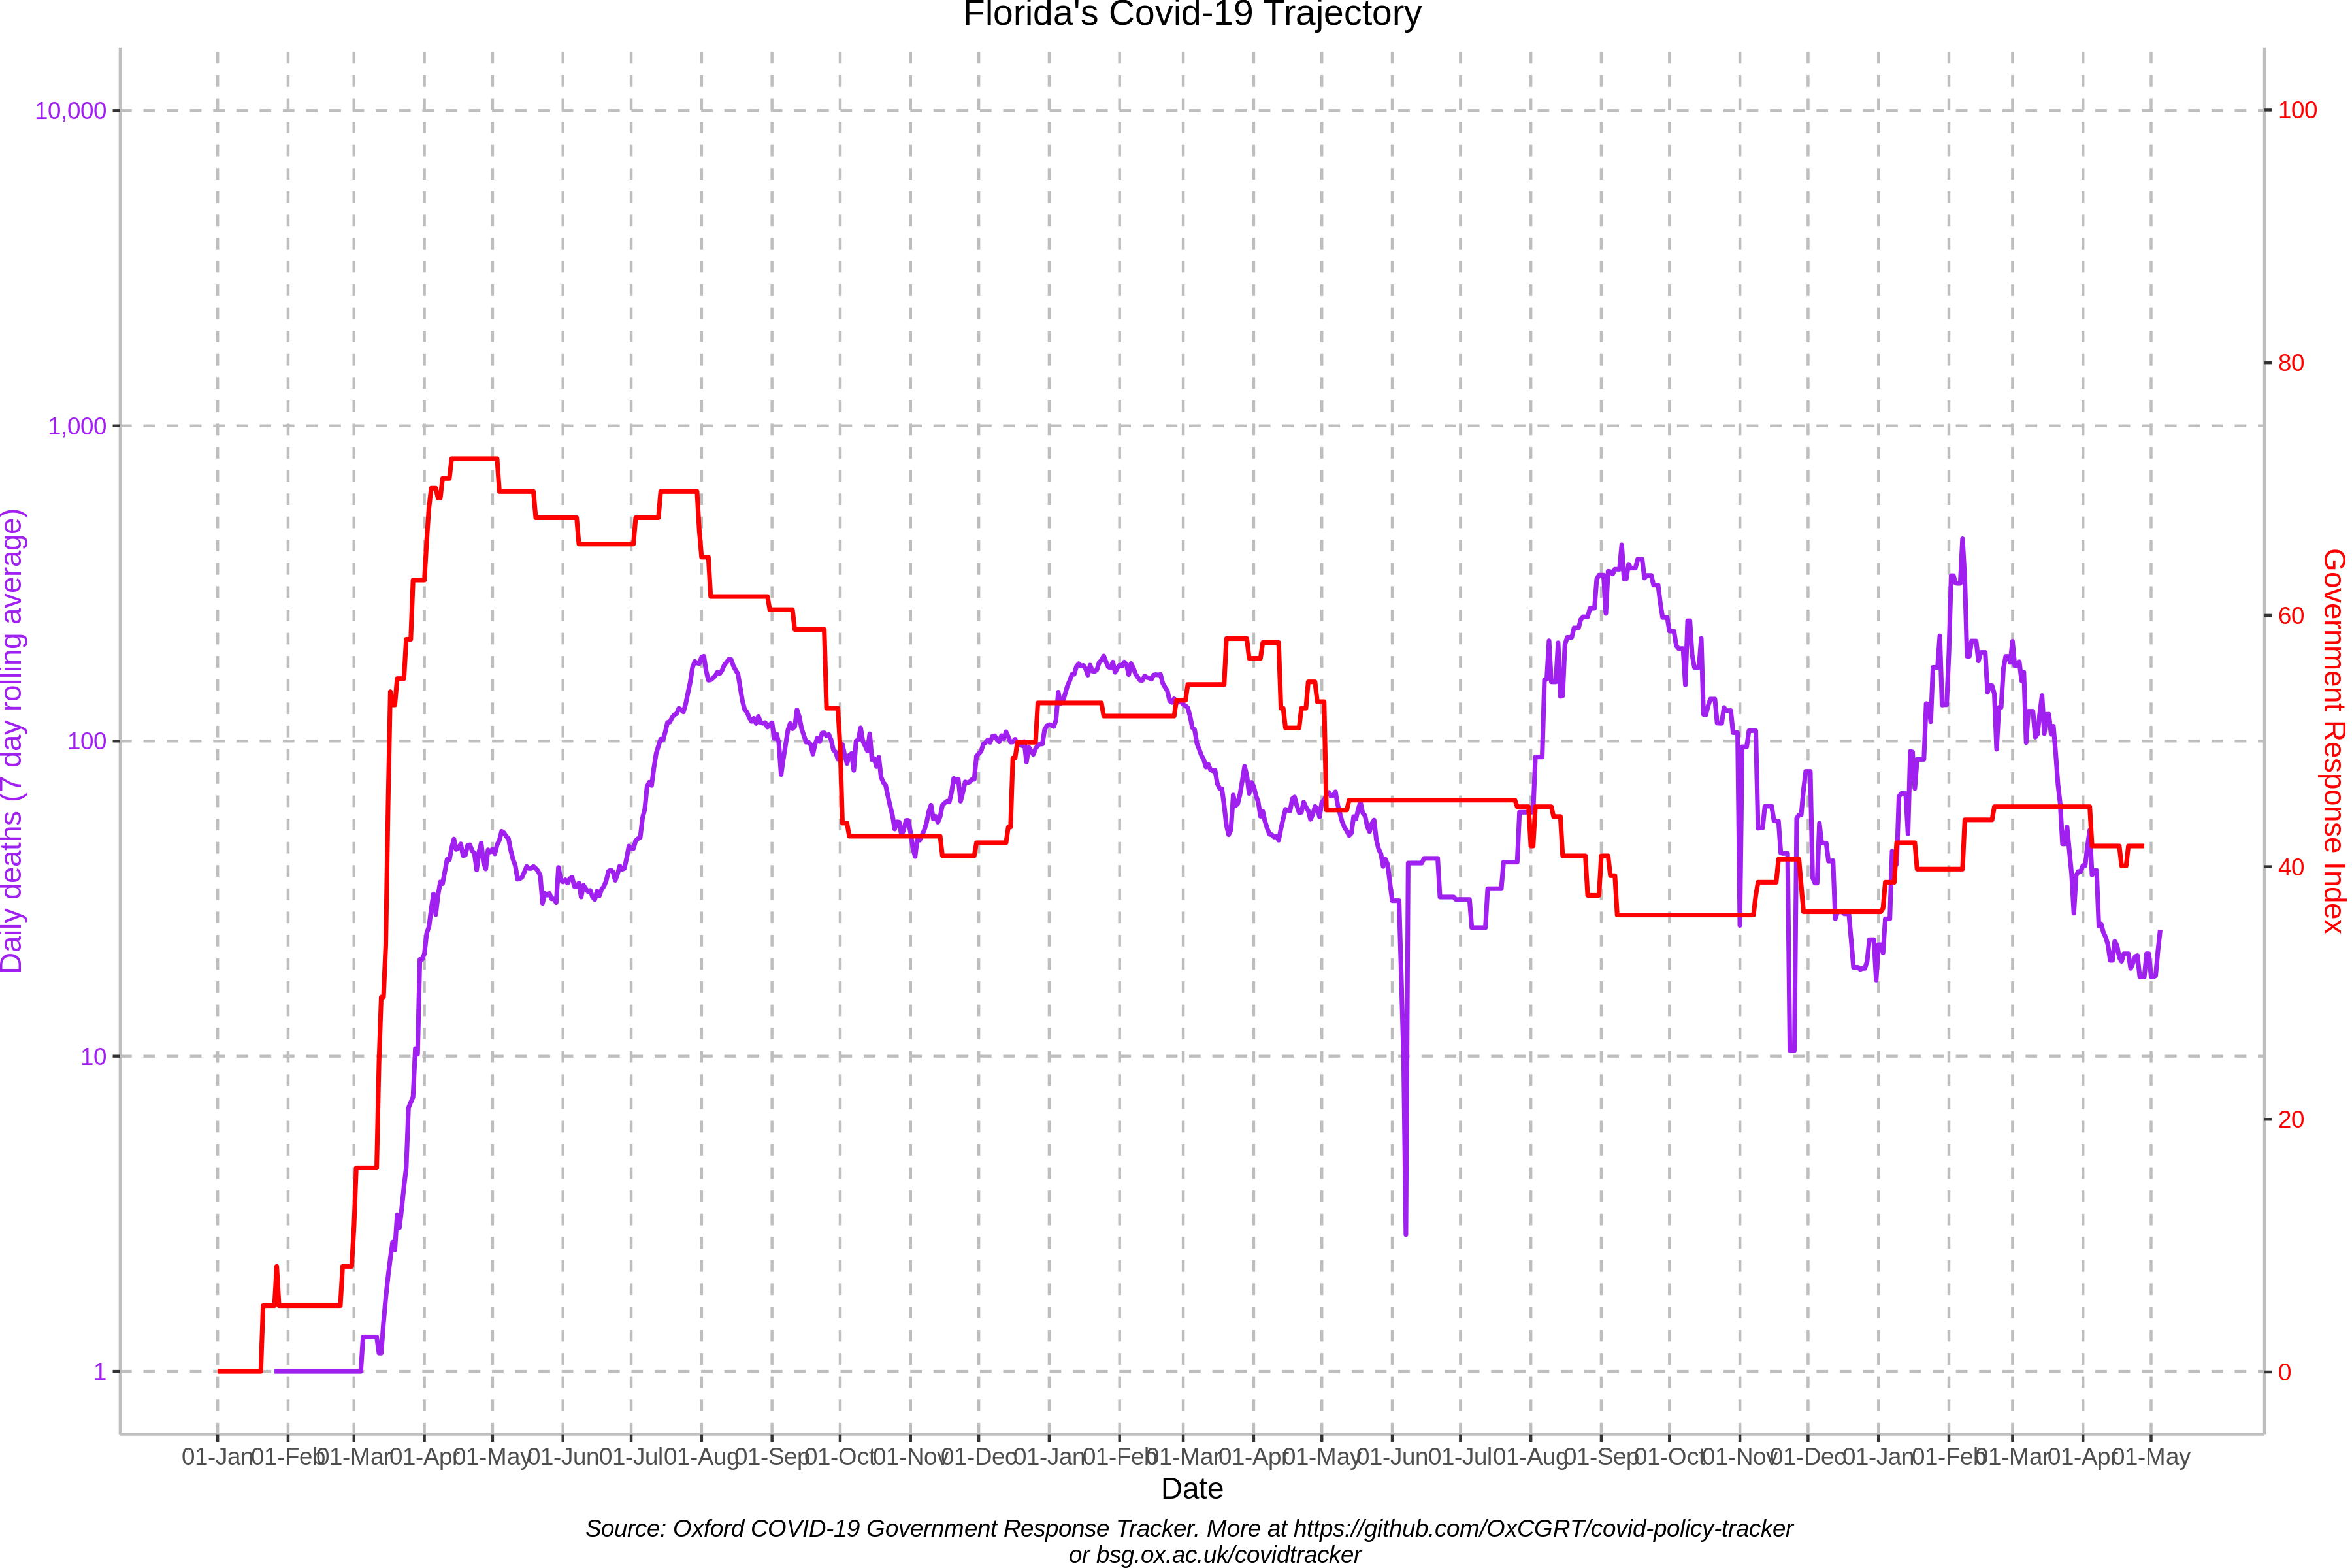 Florida's Covid-19 Trajectory
10,000
1,000
100
10
1
Daily deaths (7 day rolling average)
100
80
60
40
20
0
Government Response Index
01-Jan 01-Feb 01-Mar 01-Apr 01-May 01-Jun 01-Jul 01-Aug 01-Sep 01-Oct 01-Nov 01-Dec 01-Jan 01-Feb 01-Mar 01-Apr 01-May 01-Jun 01-Jul 01-Aug 01-Sep 01-Oct 01-Nov 01-Dec 01-Jan 01-Feb 01-Mar 01-Apr 01-May
Date
Source: Oxford COVID-19 Government Response Tracker. More at https://github.com/OxCGRT/covid-policy-tracker
or bsg.ox.ac.uk/covidtracker